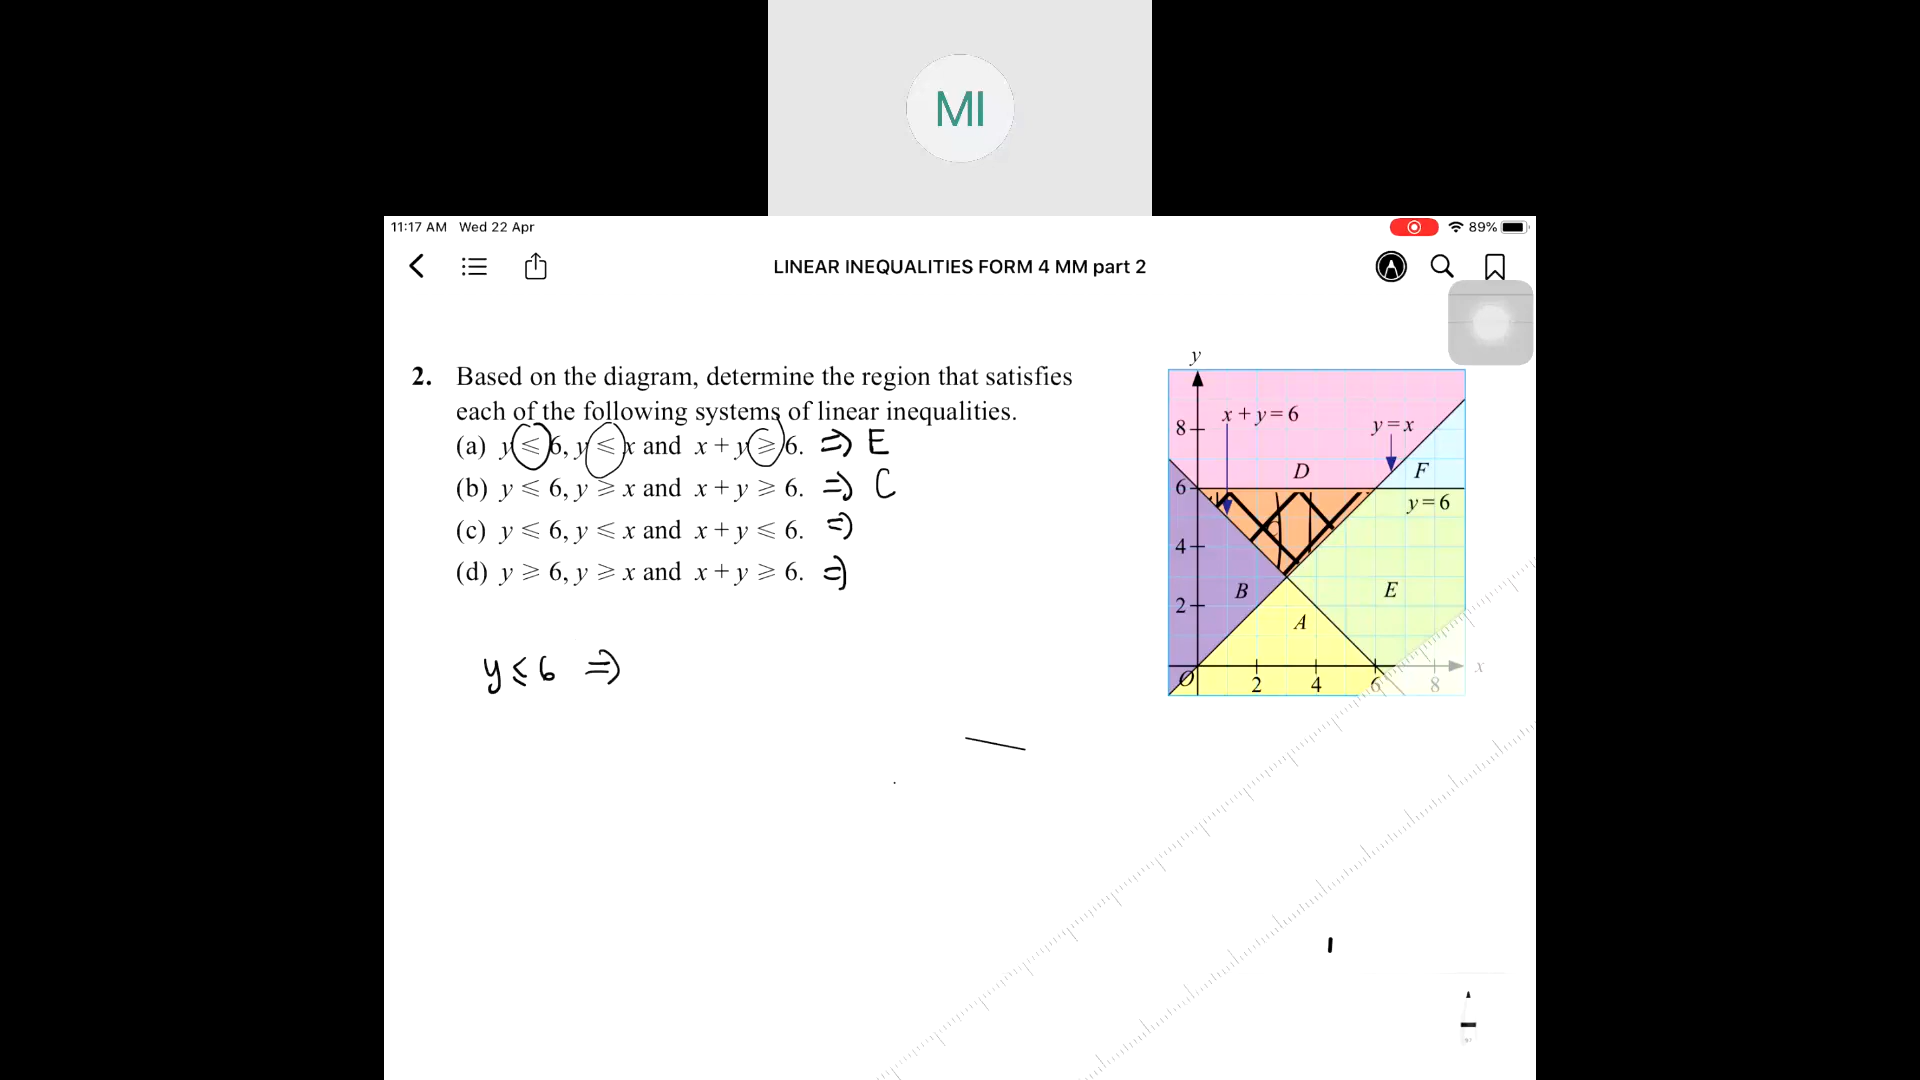 MI
11:17 AM Wed 22 Apr
89%
LINEAR INEQUALITIES FORM 4 MM part 2
2. Based on the diagram, determine the region that satisfies
each of the following systems of linear inequalities.
(a) y ⩽ 6, y ⩽ x and x + y ⩾ 6. ⇒ E
(b) y ⩽ 6, y ⩾ x and x + y ⩾ 6. ⇒ C
(c) y ⩽ 6, y ⩽ x and x + y ⩽ 6. ⇒
(d) y ⩾ 6, y ⩾ x and x + y ⩾ 6. ⇒
y ⩽ 6 ⇒
y
x + y = 6
8
y = x
D
F
6
y = 6
4
B
E
2
A
x
O
2
4
6
8